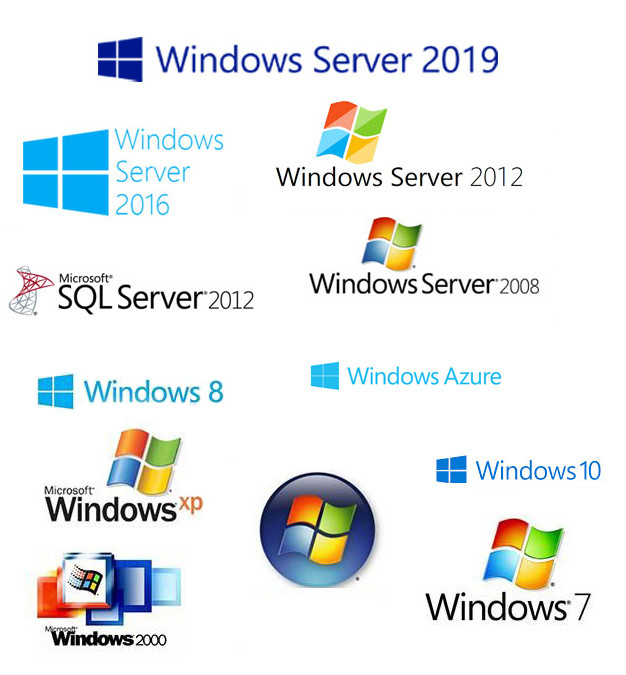 Windows Server 2019
Windows
Server
2016
Windows Server 2012
Microsoft®
SQL Server® 2012
Windows Server® 2008
Windows 8
Windows Azure
Microsoft®
Windows xp
Windows 10
Windows® 7
Microsoft®
Windows 2000